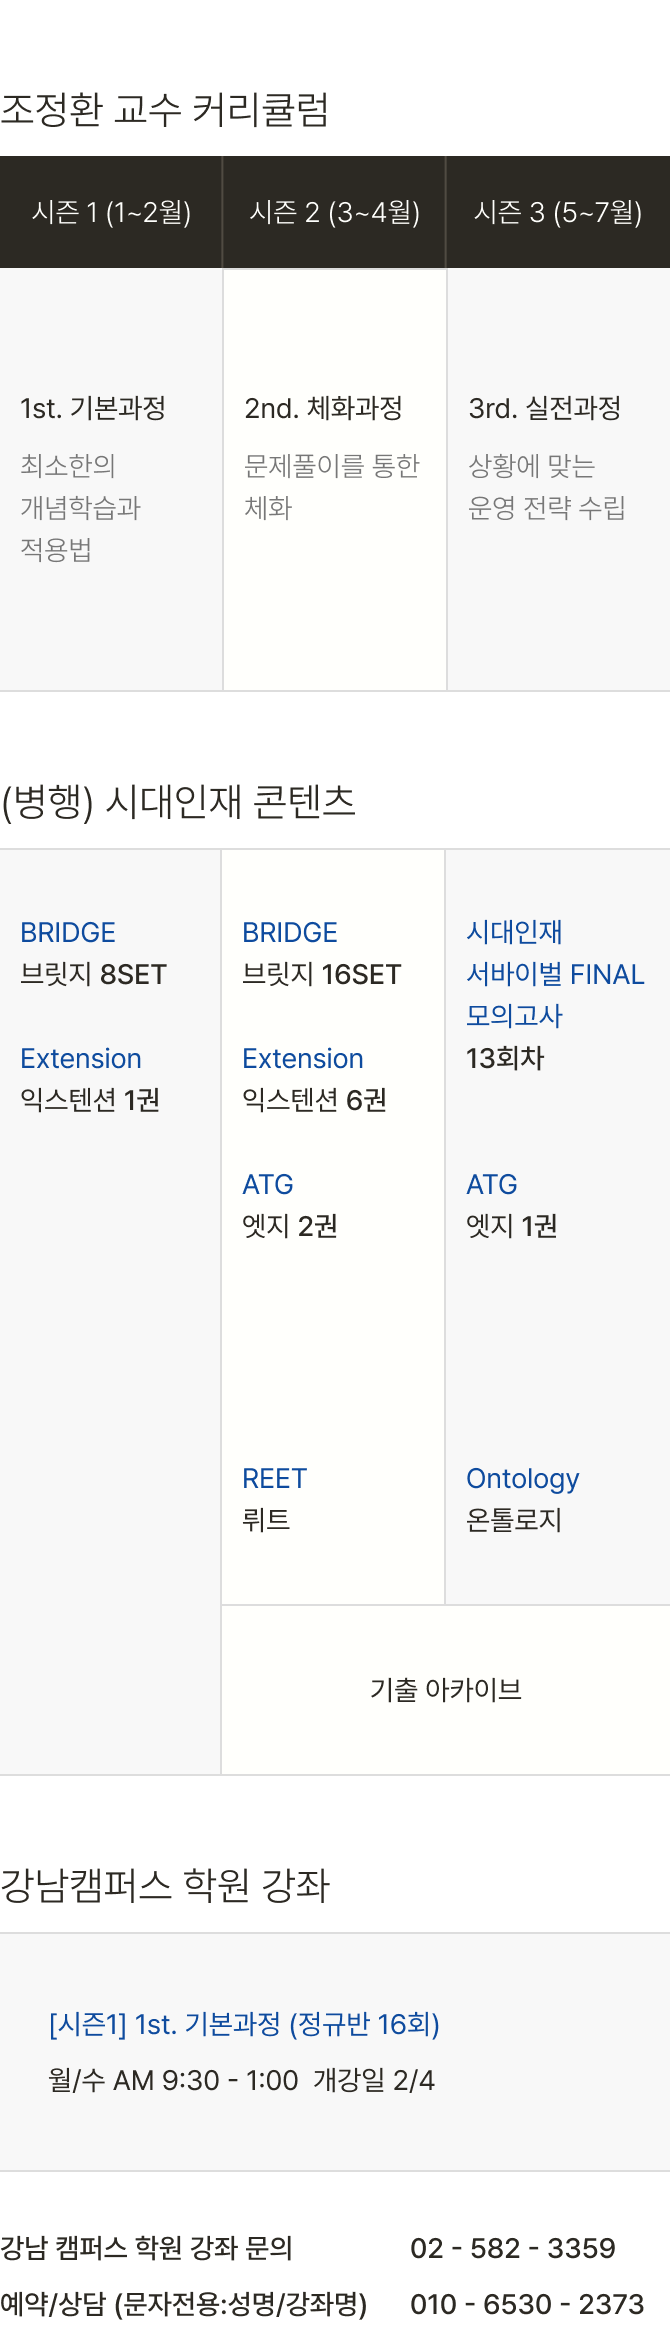 조정환 교수 커리큘럼
시즌 1 (1~2월)
시즌 2 (3~4월)
시즌 3 (5~7월)
1st. 기본과정
최소한의
개념학습과
적용법
2nd. 체화과정
문제풀이를 통한
체화
3rd. 실전과정
상황에 맞는
운영 전략 수립
(병행) 시대인재 콘텐츠
BRIDGE
브릿지 8SET
Extension
익스텐션 1권
BRIDGE
브릿지 16SET
Extension
익스텐션 6권
ATG
엣지 2권
REET
뤼트
시대인재
서바이벌 FINAL
모의고사
13회차
ATG
엣지 1권
Ontology
온톨로지
기출 아카이브
강남캠퍼스 학원 강좌
[시즌1] 1st. 기본과정 (정규반 16회)
월/수 AM 9:30 - 1:00 개강일 2/4
강남 캠퍼스 학원 강좌 문의 02 - 582 - 3359
예약/상담 (문자전용:성명/강좌명) 010 - 6530 - 2373